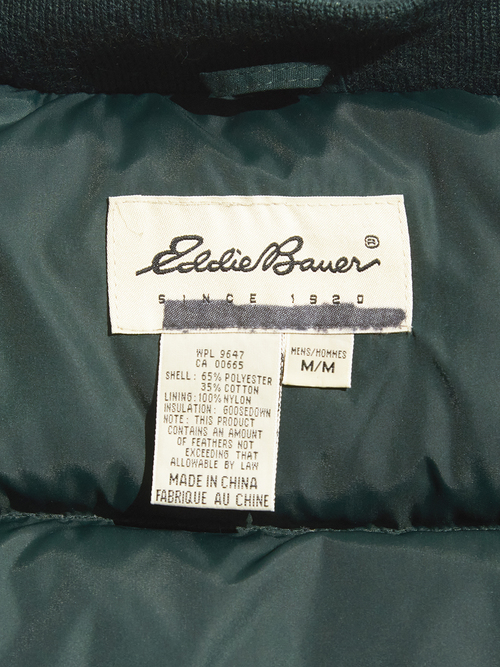 Eddie Bauer®
SINCE 1920
WPL 9647
CA 00665
SHELL: 65% POLYESTER
35% COTTON
LINING: 100% NYLON
INSULATION: GOOSEDOWN
NOTE: THIS PRODUCT
CONTAINS AN AMOUNT
OF FEATHERS NOT
EXCEEDING THAT
ALLOWABLE BY LAW
MADE IN CHINA
FABRIQUE AU CHINE
MENS/HOMMES
M/M